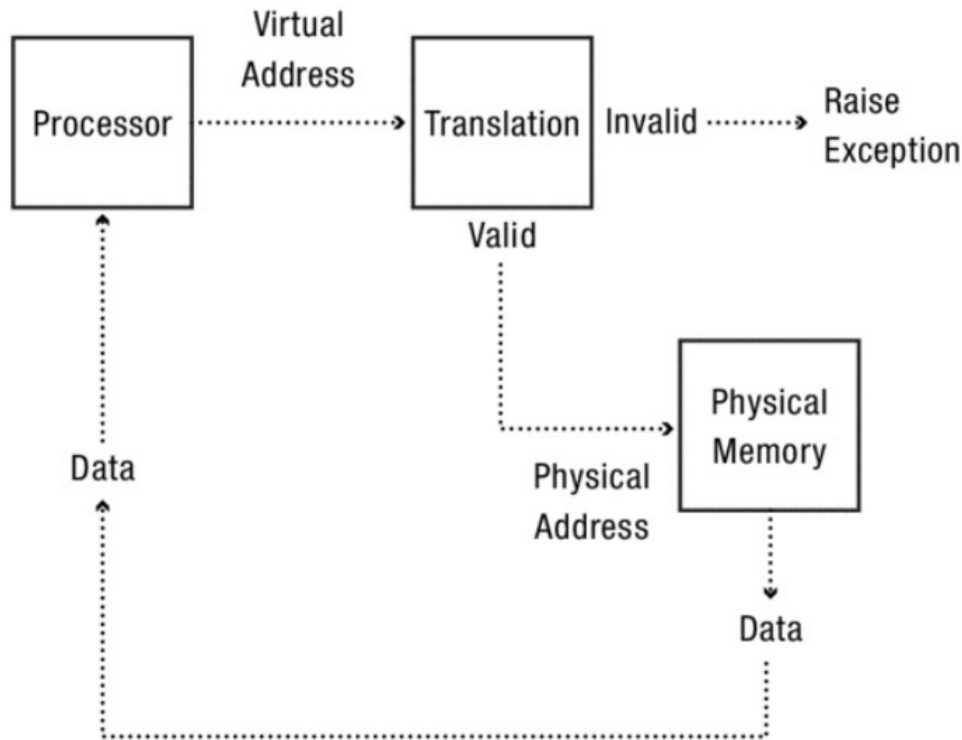 Virtual
Address
Processor
Translation
Invalid
Raise
Exception
Valid
Physical
Memory
Physical
Address
Data
Data